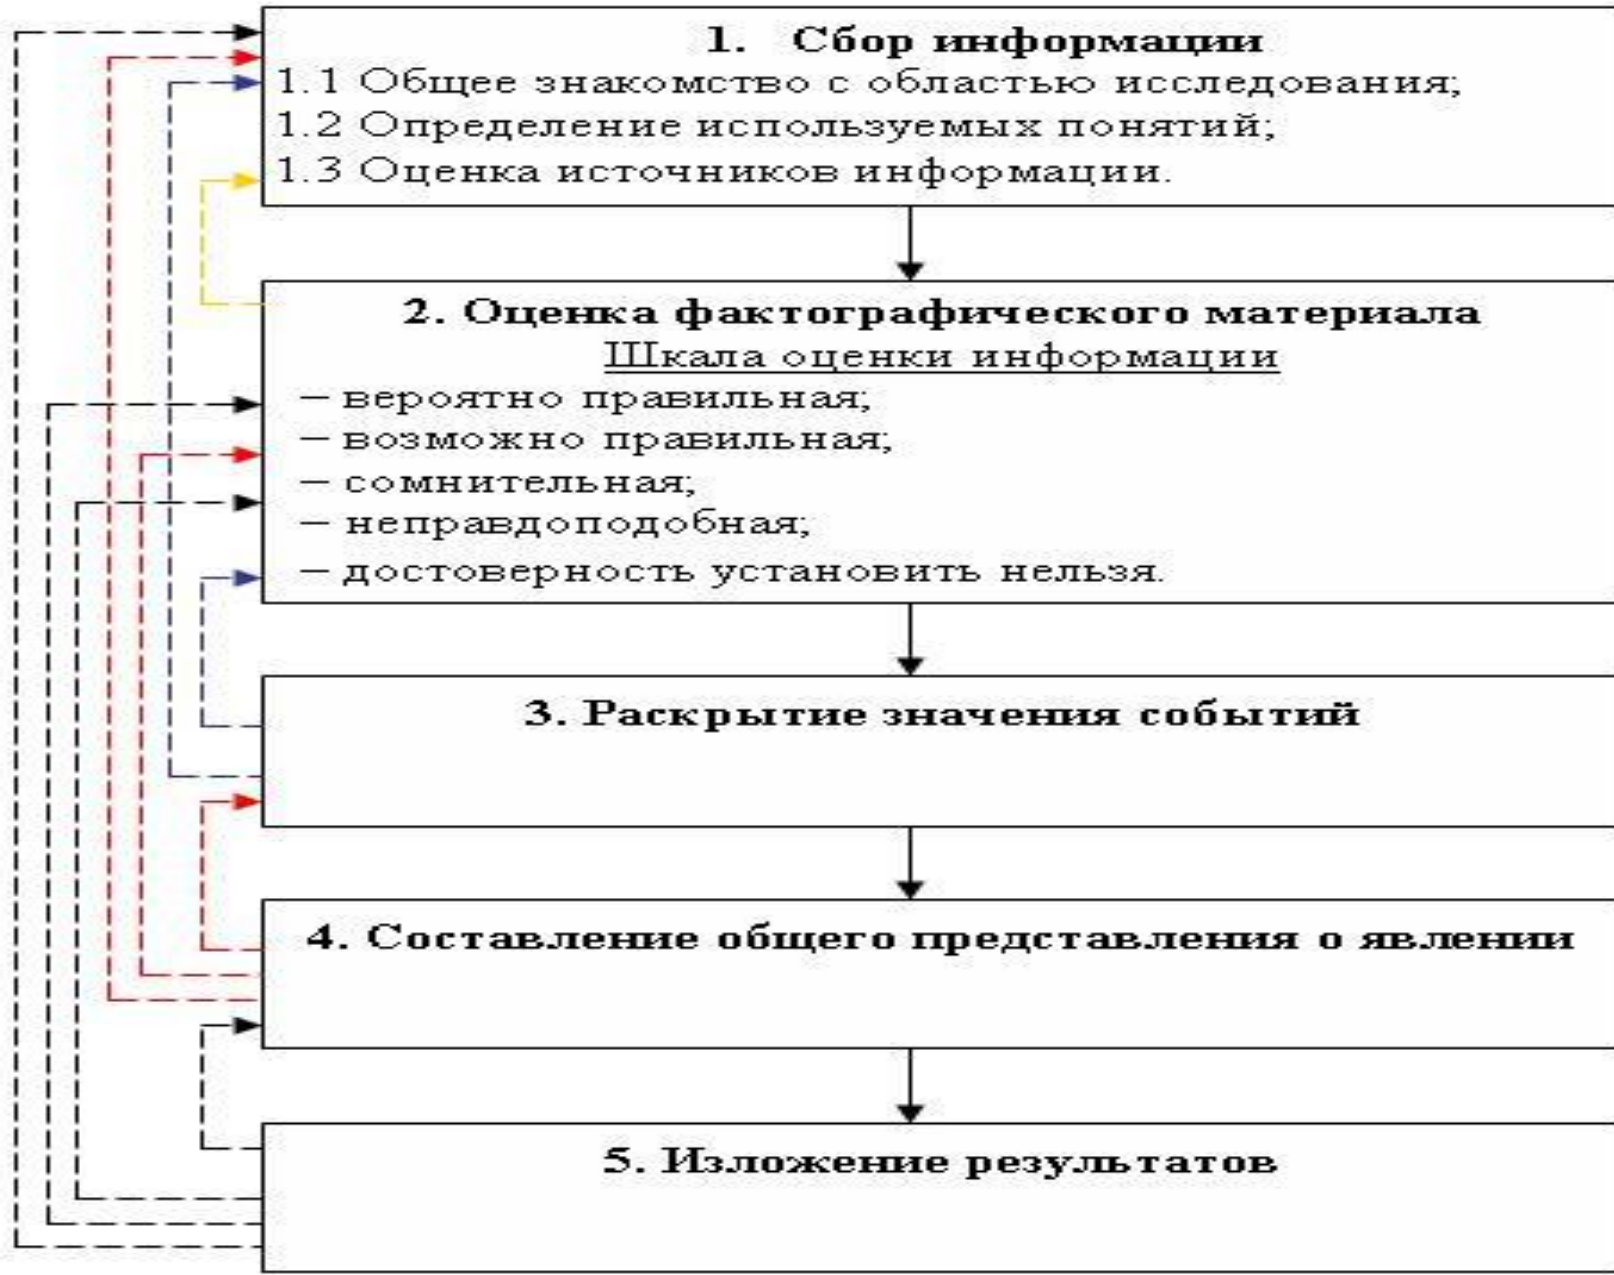 1. Сбор информации
1.1 Общее знакомство с областью исследования;
1.2 Определение используемых понятий;
1.3 Оценка источников информации.
2. Оценка фактографического материала
Шкала оценки информации
– вероятно правильная;
– возможно правильная;
– сомнительная;
– неправдоподобная;
– достоверность установить нельзя.
3. Раскрытие значения событий
4. Составление общего представления о явлении
5. Изложение результатов